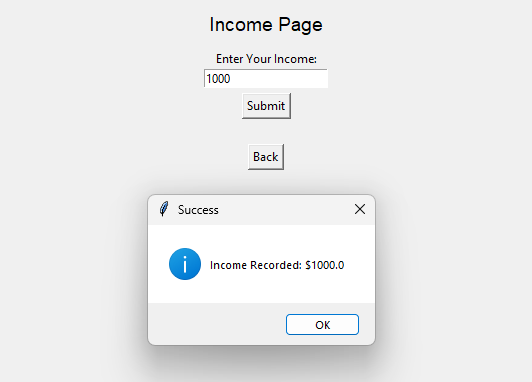 Income Page
Enter Your Income:
1000
Submit
Back
Success
Income Recorded: $1000.0
OK